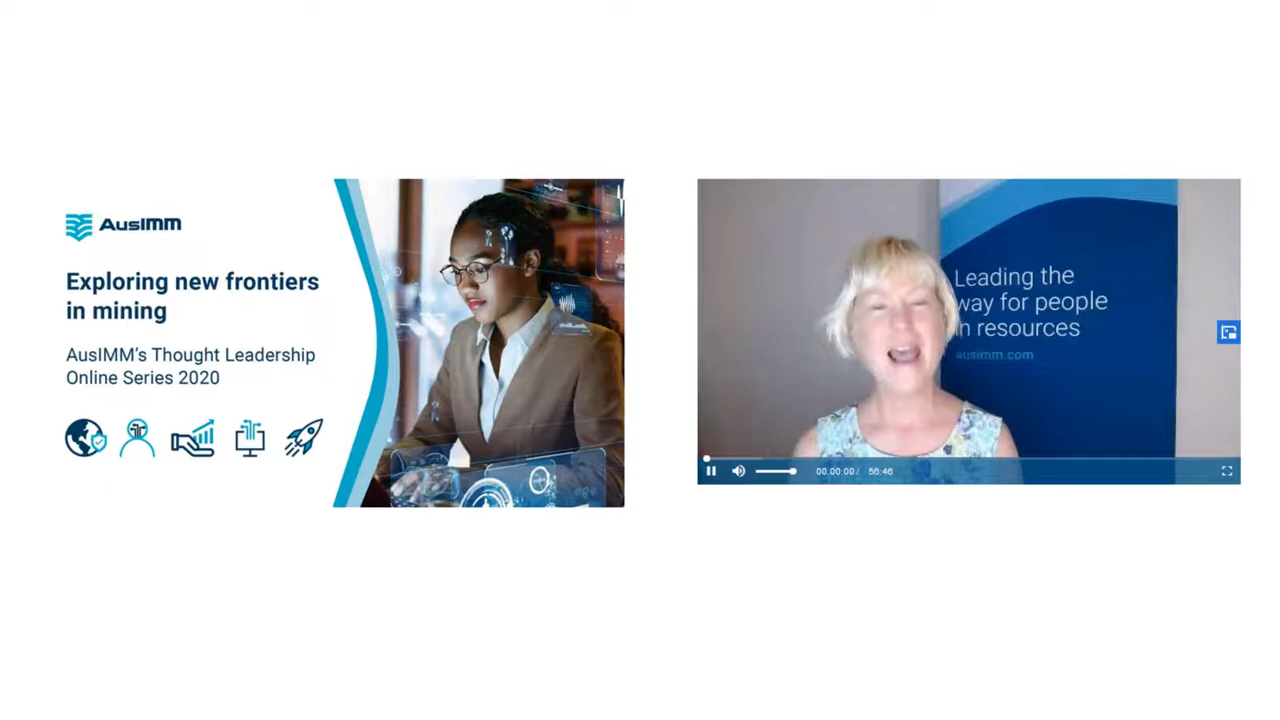 AusIMM
Exploring new frontiers
in mining
AusIMM's Thought Leadership
Online Series 2020
Leading the
way for people
in resources
ausimm.com
00:00:00 / 56:46